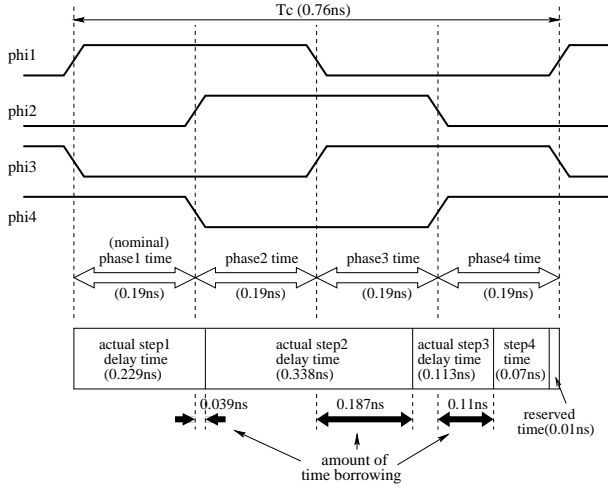 Tc (0.76ns)
phi1
phi2
phi3
phi4
(nominal)
phase1 time
phase2 time
phase3 time
phase4 time
(0.19ns)
(0.19ns)
(0.19ns)
(0.19ns)
actual step1
delay time
(0.229ns)
actual step2
delay time
(0.338ns)
actual step3
delay time
(0.113ns)
step4
time
(0.07ns)
0.039ns
0.187ns
0.11ns
reserved
time(0.01ns)
amount of
time borrowing